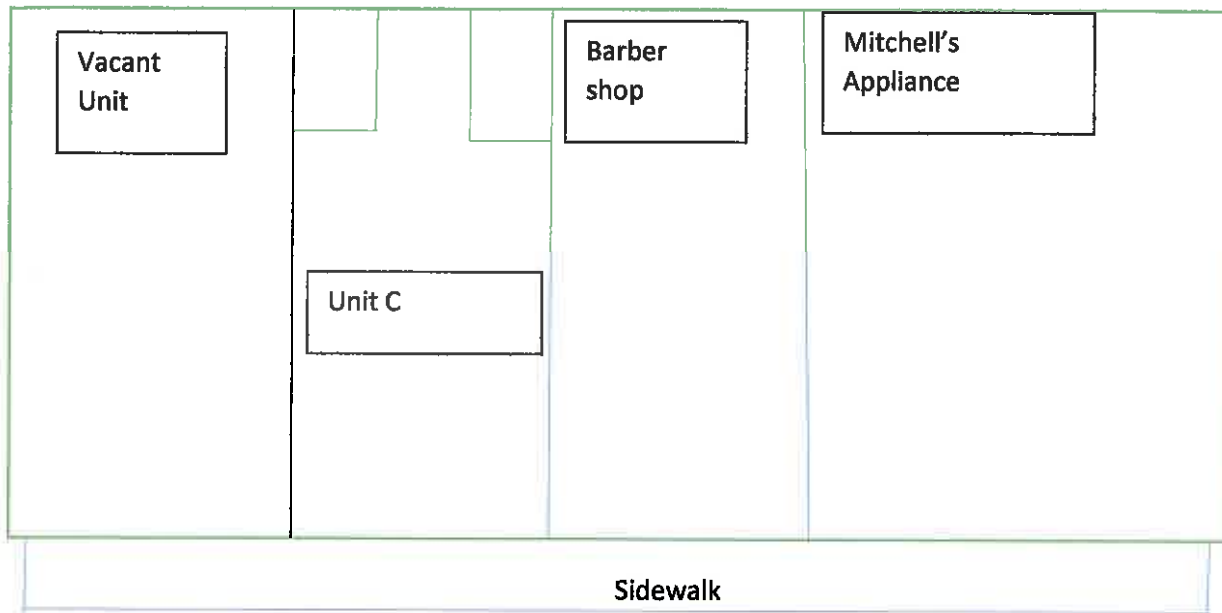 Vacant
Unit
Barber
shop
Mitchell's
Appliance
Unit C
Sidewalk